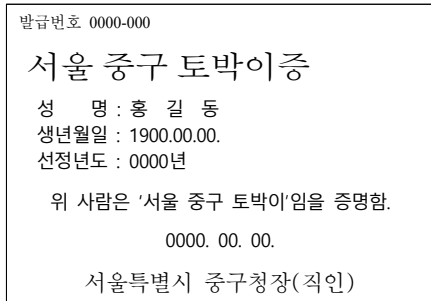 발급번호 0000-000
서울 중구 토박이증
성 명 : 홍 길 동
생년월일 : 1900.00.00.
선정년도 : 0000년
위 사람은 '서울 중구 토박이'임을 증명함.
0000. 00. 00.
서울특별시 중구청장(직인)